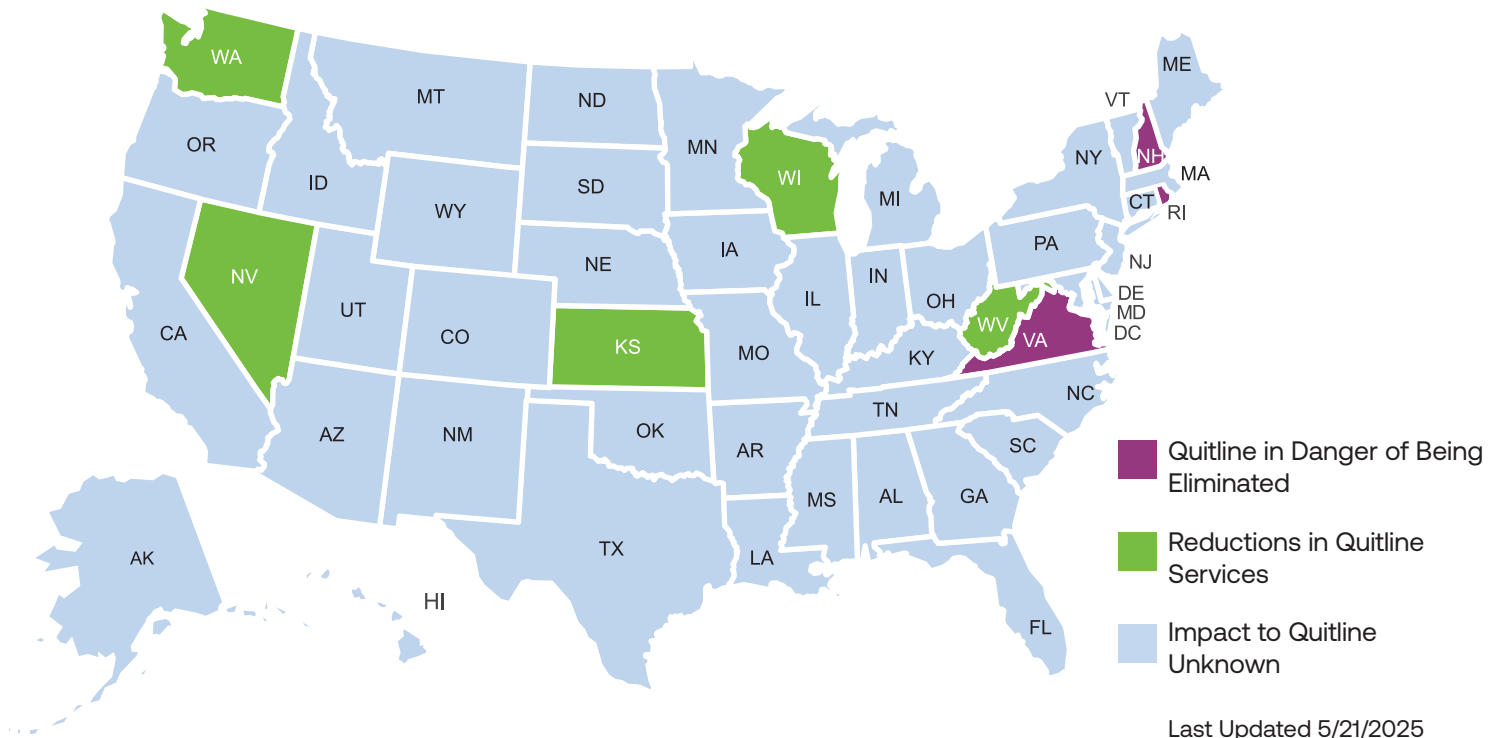 WA
ME
MT
ND
VT
OR
MN
NH
NY
MA
ID
SD
WI
MI
CT
WY
RI
IA
PA
NE
NJ
NV
IN
UT
IL
OH
DE
MD
WV
DC
CA
CO
VA
KS
MO
KY
NC
TN
AZ
NM
OK
AR
SC
MS
AL
GA
TX
LA
AK
HI
FL
Quitline in Danger of Being
Eliminated
Reductions in Quitline
Services
Impact to Quitline
Unknown
Last Updated 5/21/2025